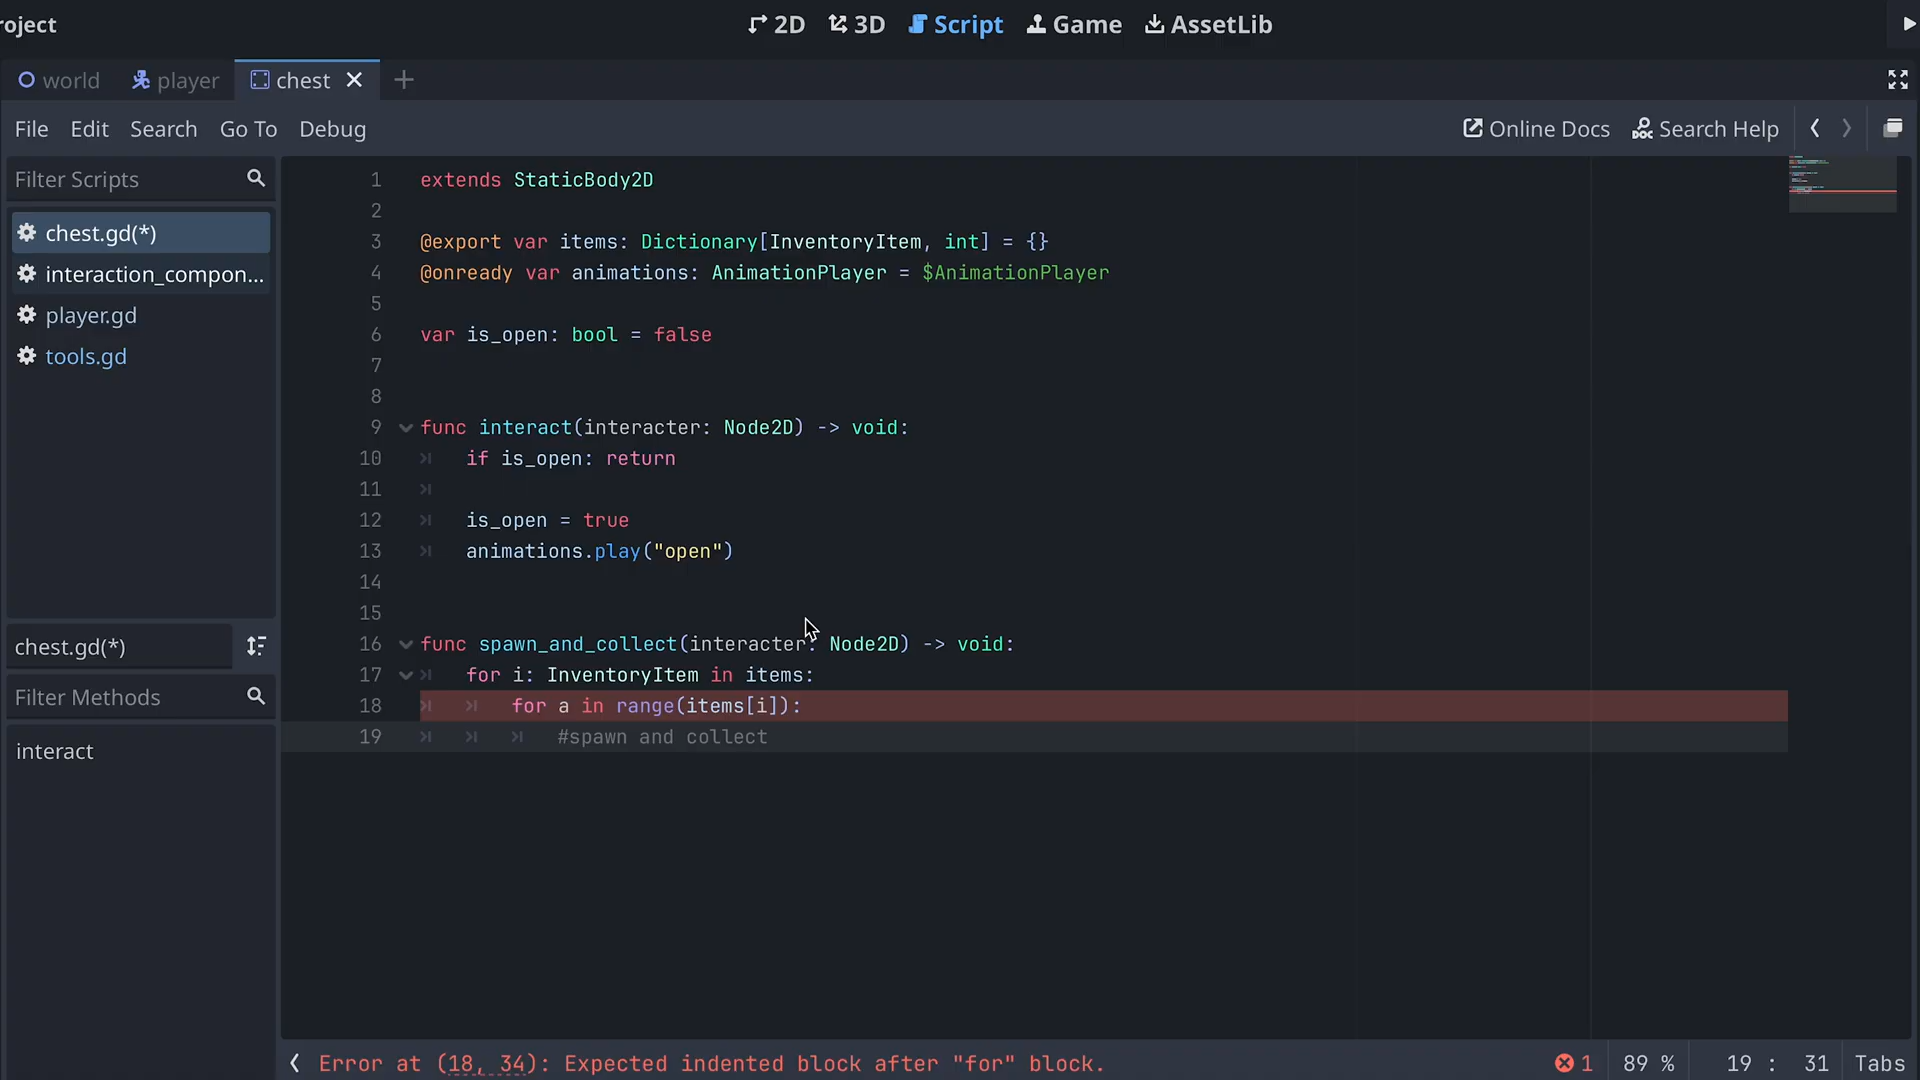 roject
2D 3D Script Game AssetLib
world player chest
File Edit Search Go To Debug Online Docs Search Help
Filter Scripts
chest.gd(*)
interaction_compon...
player.gd
tools.gd
chest.gd(*)
Filter Methods
interact
1 extends StaticBody2D
2
3 @export var items: Dictionary[InventoryItem, int] = {}
4 @onready var animations: AnimationPlayer = $AnimationPlayer
5
6 var is_open: bool = false
7
8
9 func interact(interacter: Node2D) -> void:
10 if is_open: return
11
12 is_open = true
13 animations.play("open")
14
15
16 func spawn_and_collect(interacter: Node2D) -> void:
17 for i: InventoryItem in items:
18 for a in range(items[i]):
19 #spawn and collect
Error at (18, 34): Expected indented block after "for" block. 1 89 % 19 : 31 Tabs